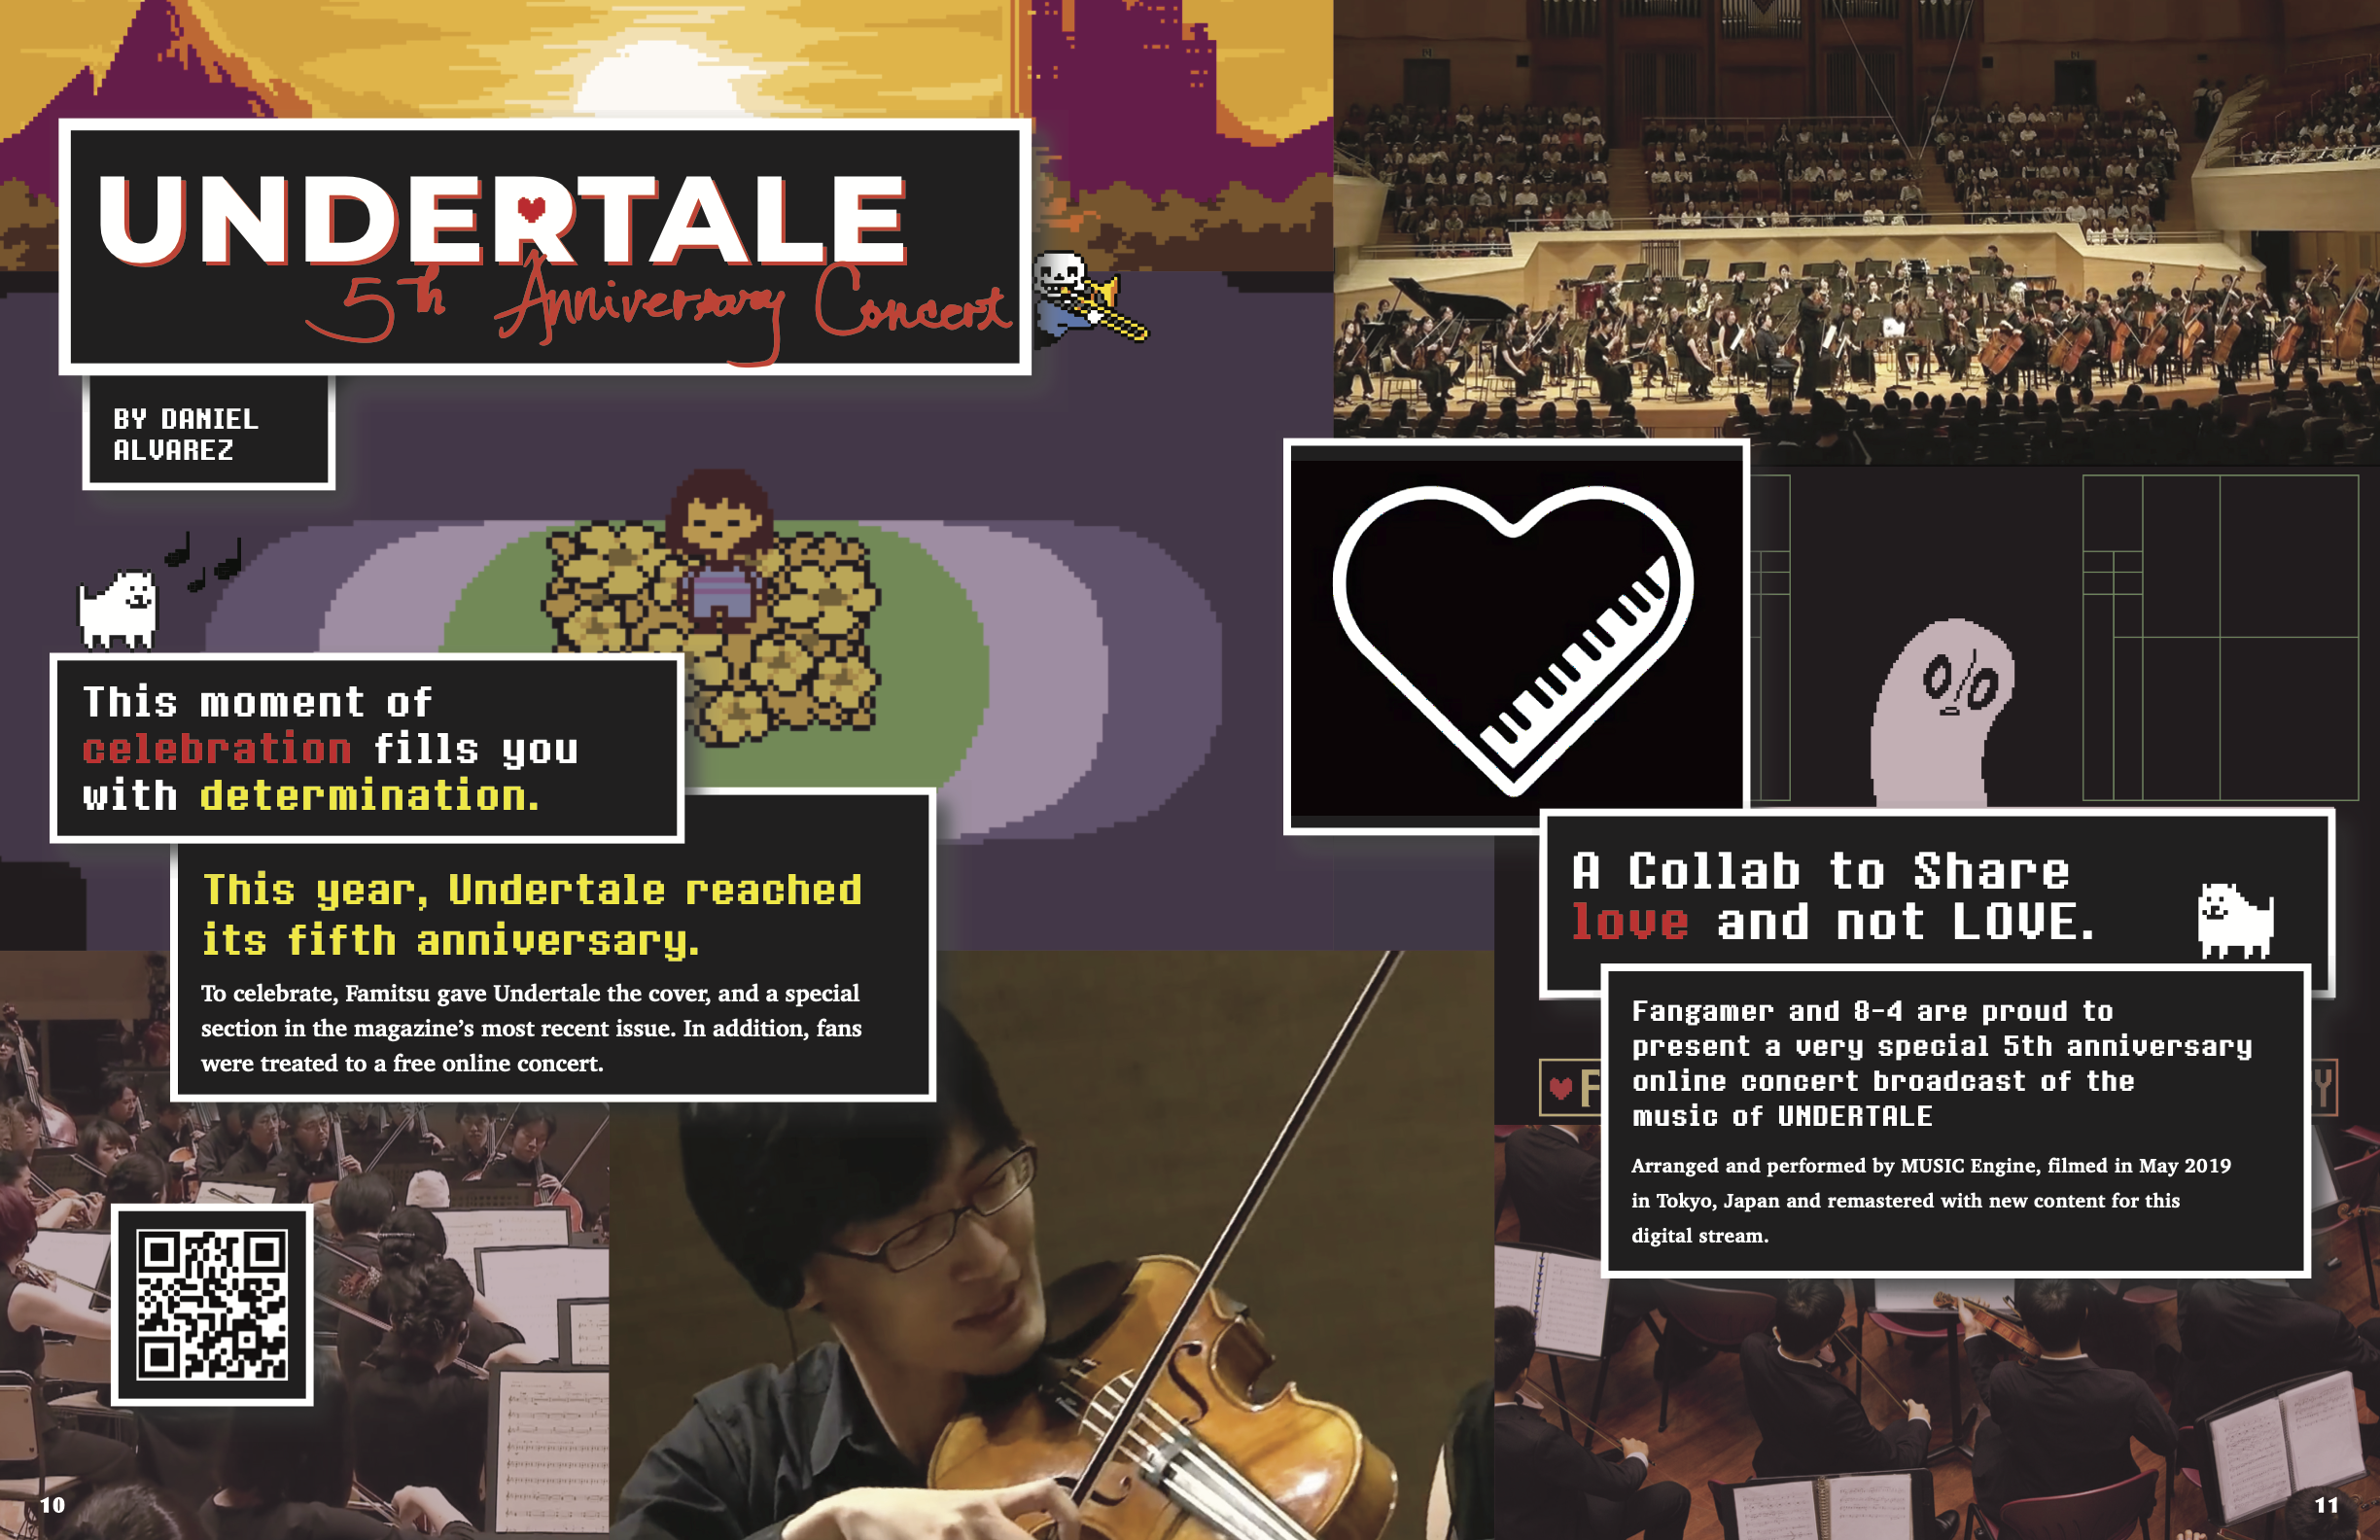 UNDERTALE
5th Anniversary Concert
BY DANIEL
ALVAREZ
This moment of
celebration fills you
with determination.
This year, Undertale reached
its fifth anniversary.
To celebrate, Famitsu gave Undertale the cover, and a special
section in the magazine's most recent issue. In addition, fans
were treated to a free online concert.
10
A Collab to Share
love and not LOVE.
Fangamer and 8-4 are proud to
present a very special 5th anniversary
online concert broadcast of the
music of UNDERTALE
Arranged and performed by MUSIC Engine, filmed in May 2019
in Tokyo, Japan and remastered with new content for this
digital stream.
F
Y
11